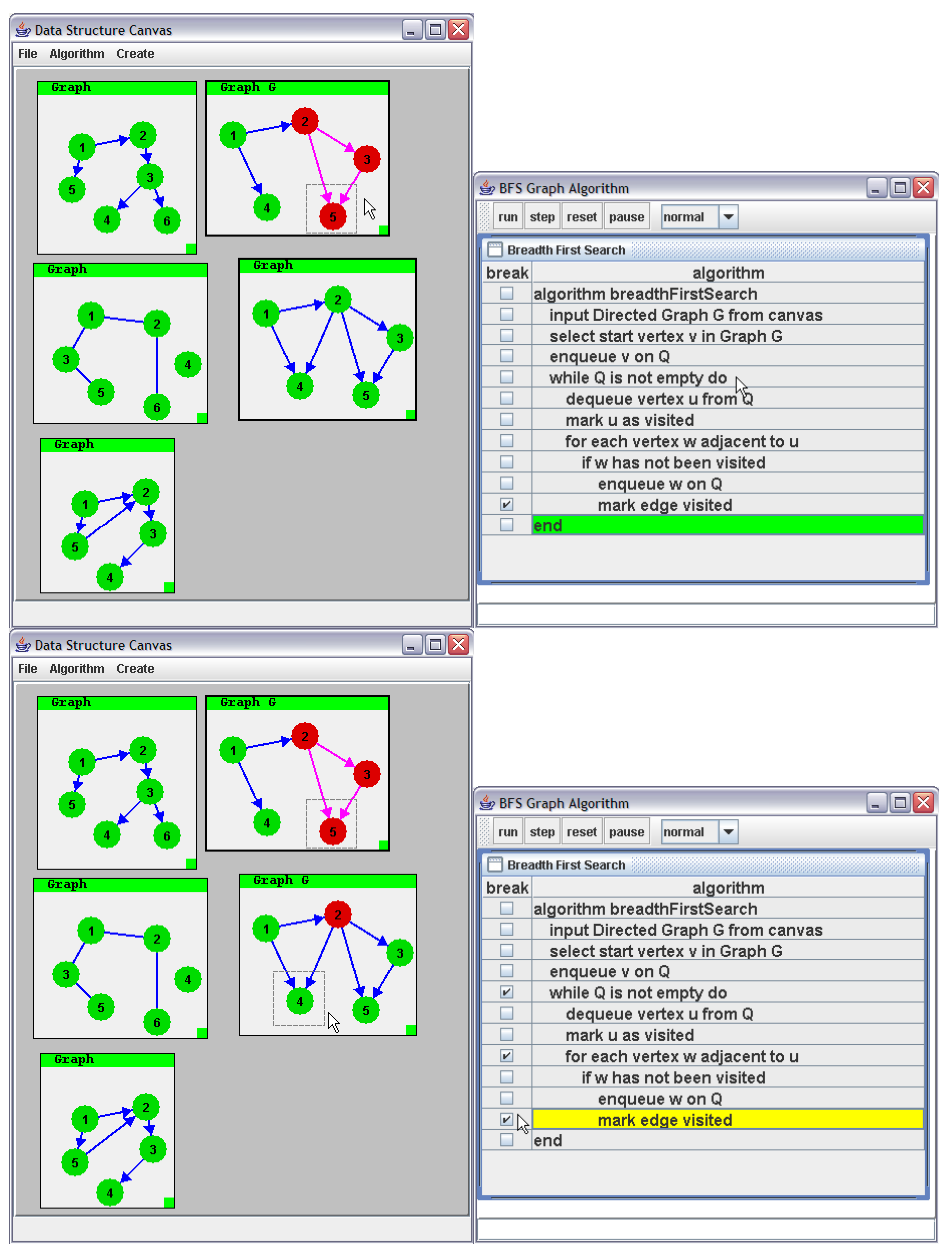 Data Structure Canvas
File Algorithm Create
Graph
1
2
3
5
4
6
Graph G
1
2
3
4
5
Graph
1
2
3
4
5
6
Graph
1
2
3
4
5
Graph
1
2
3
5
4
BFS Graph Algorithm
run step reset pause normal
Breadth First Search
break algorithm
algorithm breadthFirstSearch
input Directed Graph G from canvas
select start vertex v in Graph G
enqueue v on Q
while Q is not empty do
dequeue vertex u from Q
mark u as visited
for each vertex w adjacent to u
if w has not been visited
enqueue w on Q
mark edge visited
end
Data Structure Canvas
File Algorithm Create
Graph
1
2
3
5
4
6
Graph G
1
2
3
4
5
Graph
1
2
3
4
5
6
Graph G
1
2
3
4
5
Graph
1
2
3
5
4
BFS Graph Algorithm
run step reset pause normal
Breadth First Search
break algorithm
algorithm breadthFirstSearch
input Directed Graph G from canvas
select start vertex v in Graph G
enqueue v on Q
while Q is not empty do
dequeue vertex u from Q
mark u as visited
for each vertex w adjacent to u
if w has not been visited
enqueue w on Q
mark edge visited
end